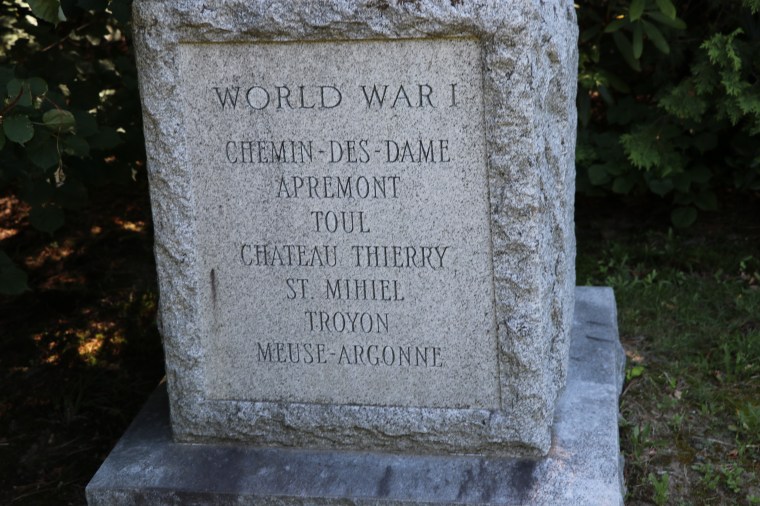 WORLD WAR I
CHEMIN-DES-DAME
APREMONT
TOUL
CHATEAU THIERRY
ST. MIHIEL
TROYON
MEUSE-ARGONNE